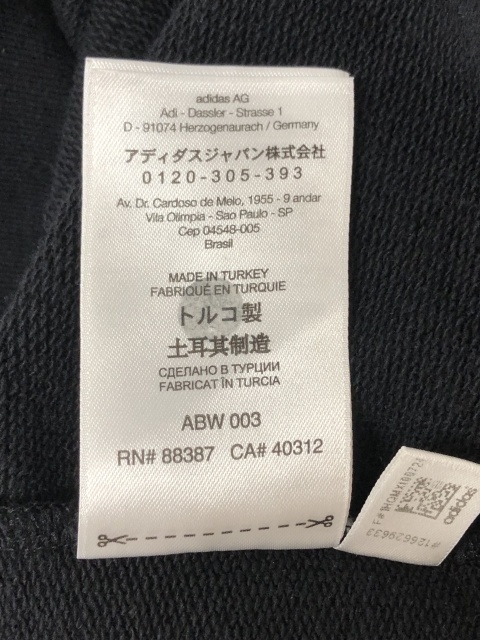 adidas AG
Adi - Dassler - Strasse 1
D - 91074 Herzogenaurach / Germany
アディダスジャパン株式会社
0120-305-393
Av. Dr. Cardoso de Melo, 1955 - 9 andar
Vila Olimpia - Sao Paulo - SP
Cep 04548-005
Brasil
MADE IN TURKEY
FABRIQUÉ EN TURQUIE
トルコ製
土耳其制造
СДЕЛАНО В ТУРЦИИ
FABRICAT ÎN TURCIA
ABW 003
RN# 88387 CA# 40312
adidas
#126629633